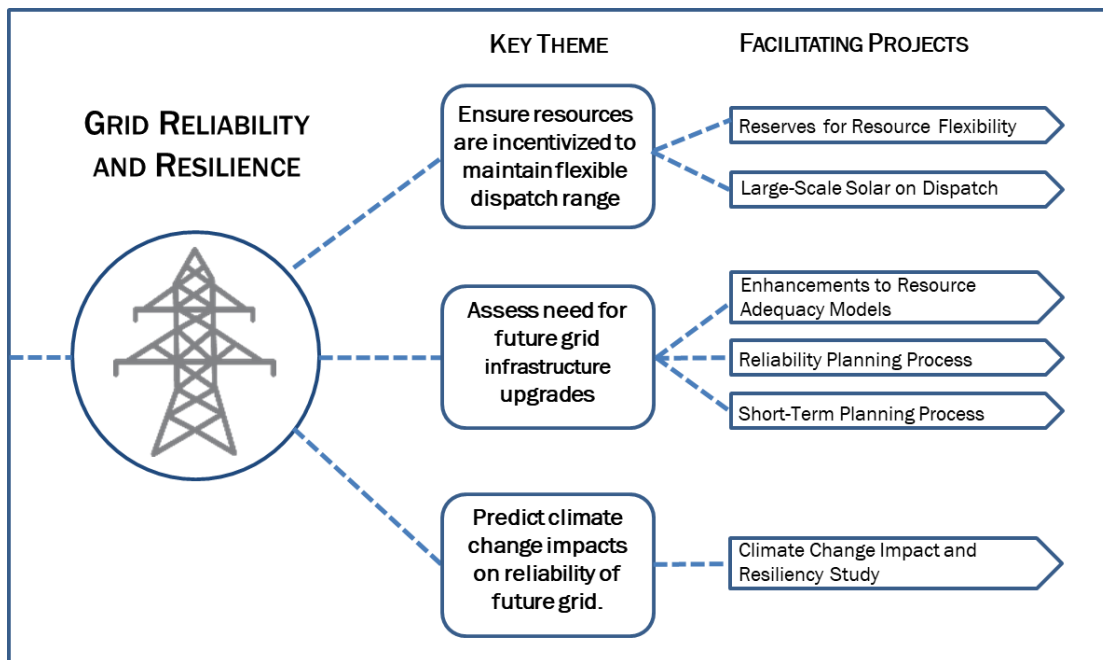 KEY THEME
FACILITATING PROJECTS
GRID RELIABILITY
AND RESILIENCE
Ensure resources
are incentivized to
maintain flexible
dispatch range
Reserves for Resource Flexibility
Large-Scale Solar on Dispatch
Assess need for
future grid
infrastructure
upgrades
Enhancements to Resource
Adequacy Models
Reliability Planning Process
Short-Term Planning Process
Predict climate
change impacts
on reliability of
future grid.
Climate Change Impact and
Resiliency Study